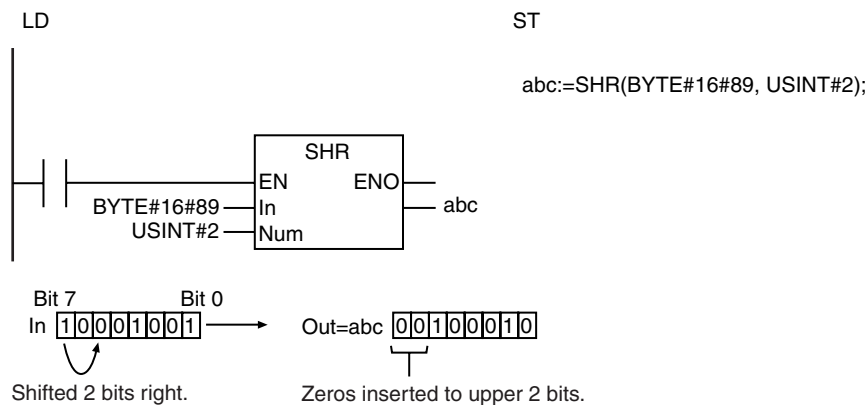 LD
ST
abc:=SHR(BYTE#16#89, USINT#2);
SHR
EN ENO
BYTE#16#89 In abc
USINT#2 Num
Bit 7 Bit 0
In 1 0 0 0 1 0 0 1 Out=abc 0 0 1 0 0 0 1 0
Shifted 2 bits right. Zeros inserted to upper 2 bits.